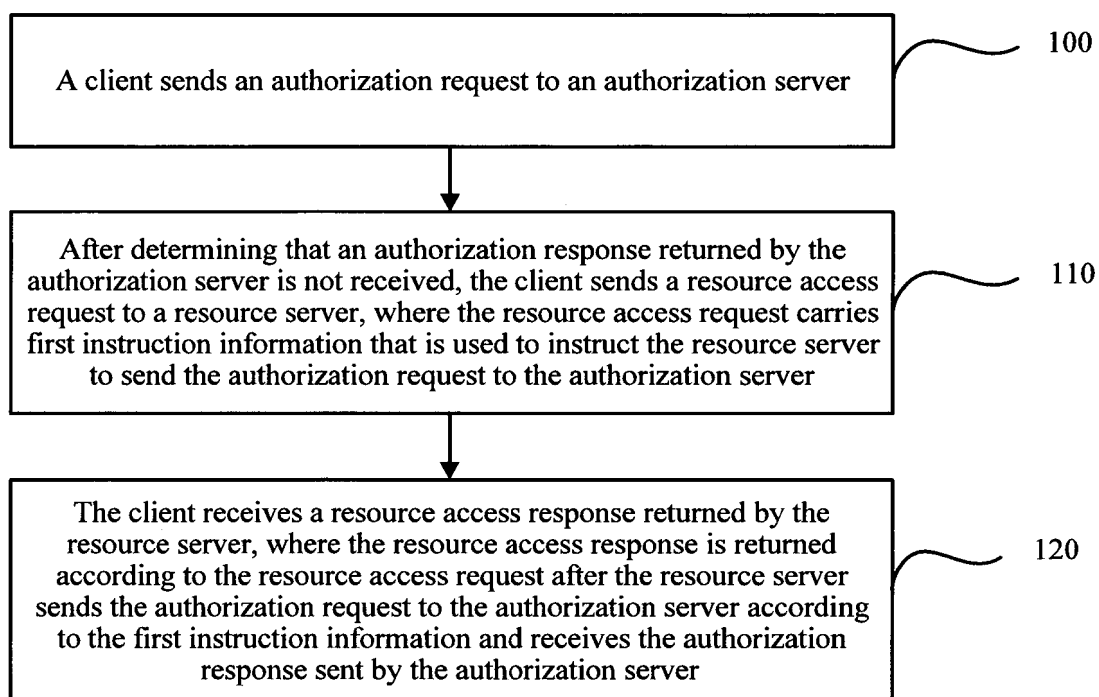 A client sends an authorization request to an authorization server
100
After determining that an authorization response returned by the
authorization server is not received, the client sends a resource access
request to a resource server, where the resource access request carries
first instruction information that is used to instruct the resource server
to send the authorization request to the authorization server
110
The client receives a resource access response returned by the
resource server, where the resource access response is returned
according to the resource access request after the resource server
sends the authorization request to the authorization server according
to the first instruction information and receives the authorization
response sent by the authorization server
120